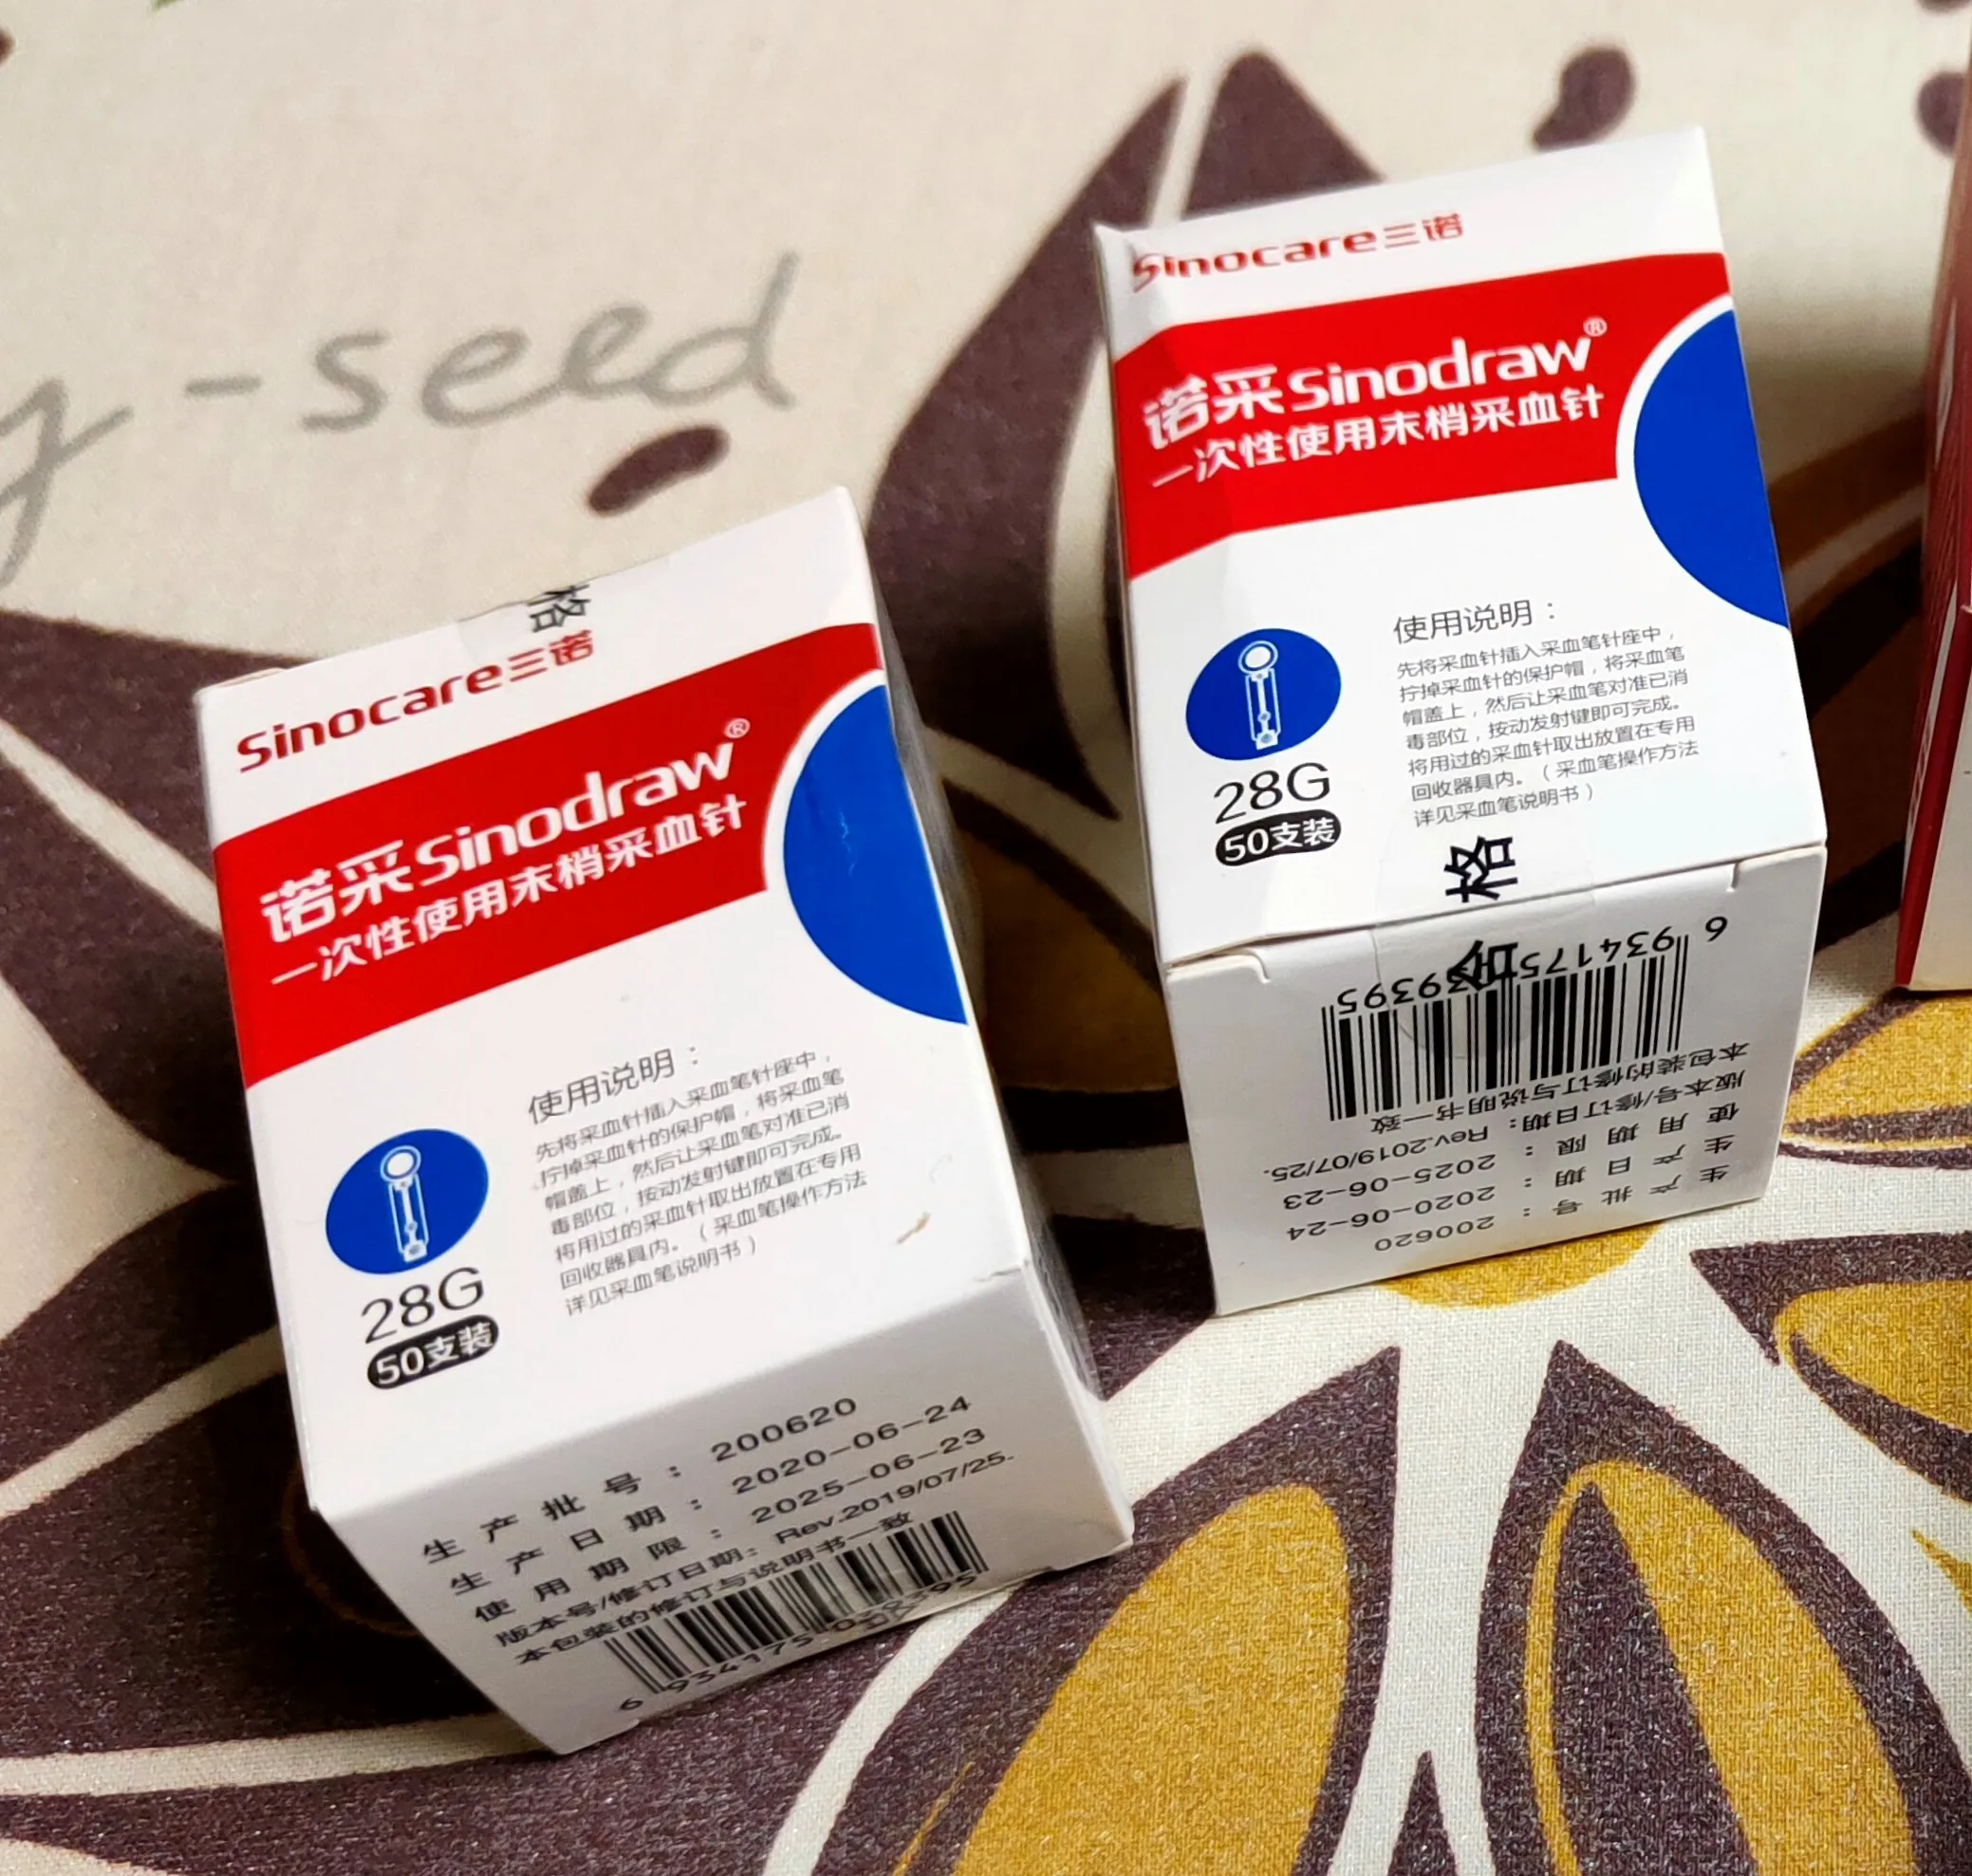 y-seed
格
Sinocare三诺
诺采Sinodraw®
一次性使用末梢采血针
使用说明：
先将采血针插入采血笔针座中，
拧掉采血针的保护帽，将采血笔
帽盖上，然后让采血笔对准已消
毒部位，按动发射键即可完成。
将用过的采血针取出放置在专用
回收器具内。（采血笔操作方法
详见采血笔说明书）
28G
50支装
生产批号：200620
生产日期：2020-06-24
使用期限：2025-06-23
版本号/修订日期：Rev.2019/07/25.
本包装的修订与说明书一致
6 934175 039395
Sinocare三诺
诺采Sinodraw®
一次性使用末梢采血针
使用说明：
先将采血针插入采血笔针座中，
拧掉采血针的保护帽，将采血笔
帽盖上，然后让采血笔对准已消
毒部位，按动发射键即可完成。
将用过的采血针取出放置在专用
回收器具内。（采血笔操作方法
详见采血笔说明书）
28G
50支装
格
生产批号：200620
生产日期：2020-06-24
使用期限：2025-06-23
版本号/修订日期：Rev.2019/07/25.
本包装的修订与说明书一致
6 934175 039395